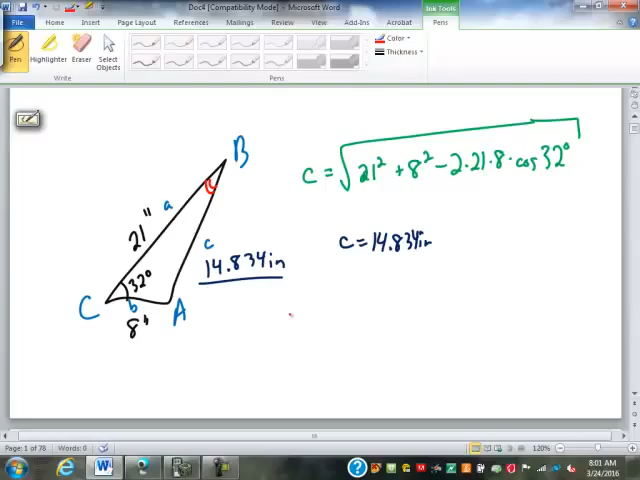 Doc4 [Compatibility Mode] - Microsoft Word
Ink Tools
File Home Insert Page Layout References Mailings Review View Add-Ins Acrobat Pens
Pen Highlighter Eraser Select Objects
Color
Thickness
Write
Pens
B
c = √21² + 8² - 2·21·8·cos 32°
a
21"
c
c = 14.834in
14.834in
32°
C b A
8"
Page: 1 of 78 Words: 0 120%
8:01 AM
3/24/2016